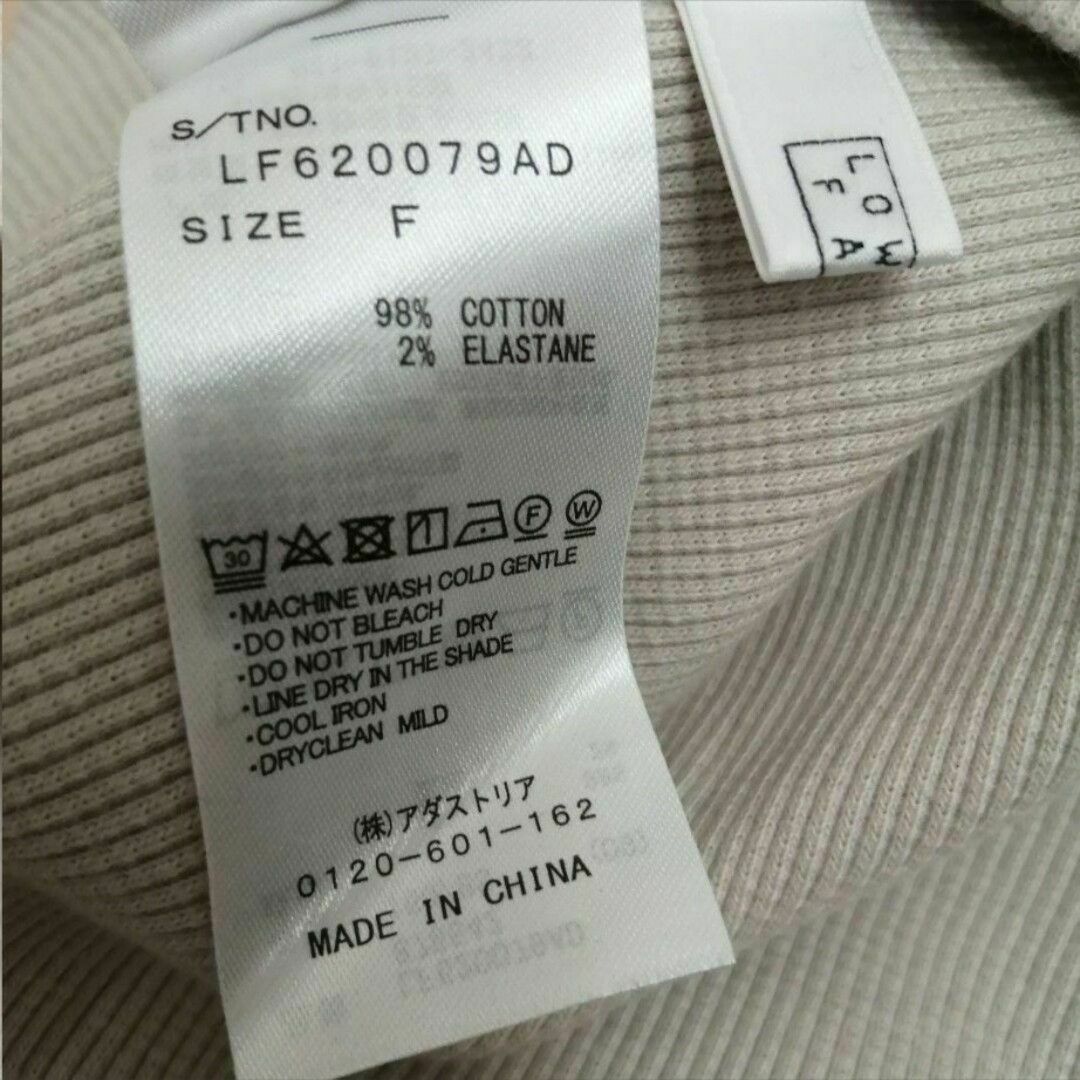 S/TNO.
LF620079AD
SIZE F
98% COTTON
2% ELASTANE
30
F
W
・MACHINE WASH COLD GENTLE
・DO NOT BLEACH
・DO NOT TUMBLE DRY
・LINE DRY IN THE SHADE
・COOL IRON
・DRYCLEAN MILD
(株)アダストリア
0120-601-162
MADE IN CHINA
LOW
F A